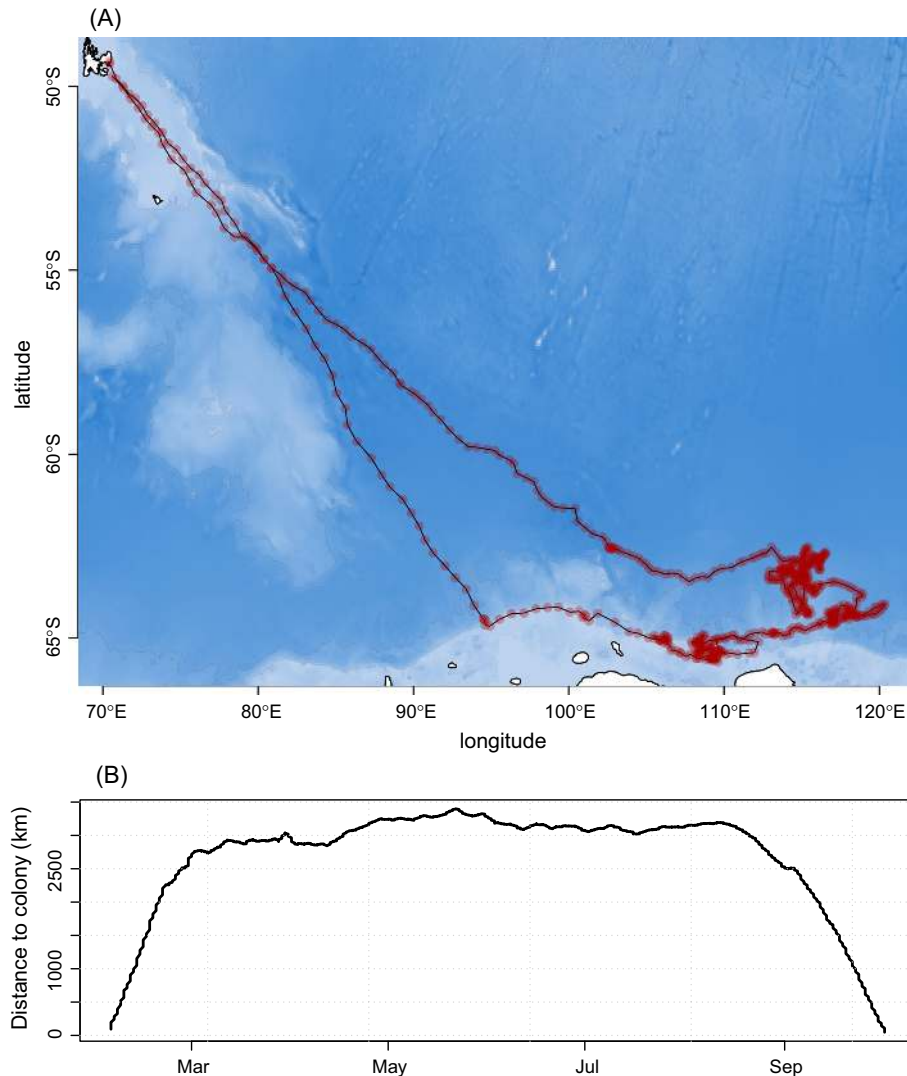 (A)
50°S
55°S
60°S
65°S
latitude
70°E 80°E 90°E 100°E 110°E 120°E
longitude
(B)
Distance to colony (km)
2500
1000
0
Mar May Jul Sep